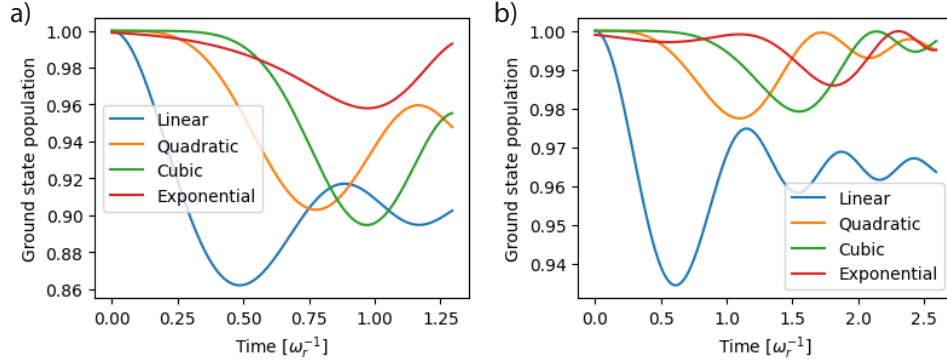 a)
Ground state population
1.00
0.98
0.96
0.94
0.92
0.90
0.88
0.86
Linear
Quadratic
Cubic
Exponential
0.00 0.25 0.50 0.75 1.00 1.25
Time [ω_r^{-1}]
b)
Ground state population
1.00
0.99
0.98
0.97
0.96
0.95
0.94
Linear
Quadratic
Cubic
Exponential
0.0 0.5 1.0 1.5 2.0 2.5
Time [ω_r^{-1}]